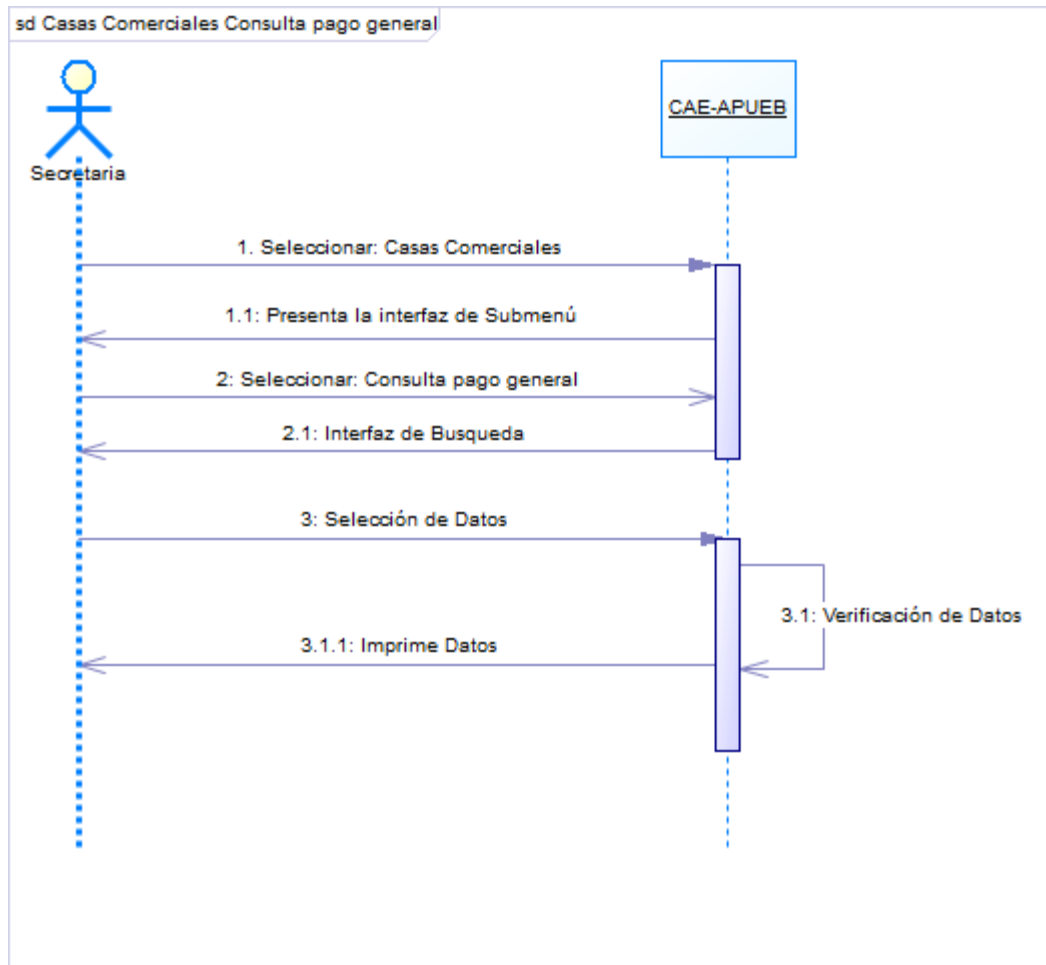 sd Casas Comerciales Consulta pago general
CAE-APUEB
Secretaria
1. Seleccionar: Casas Comerciales
1.1: Presenta la interfaz de Submenú
2: Seleccionar: Consulta pago general
2.1: Interfaz de Busqueda
3: Selección de Datos
3.1: Verificación de Datos
3.1.1: Imprime Datos